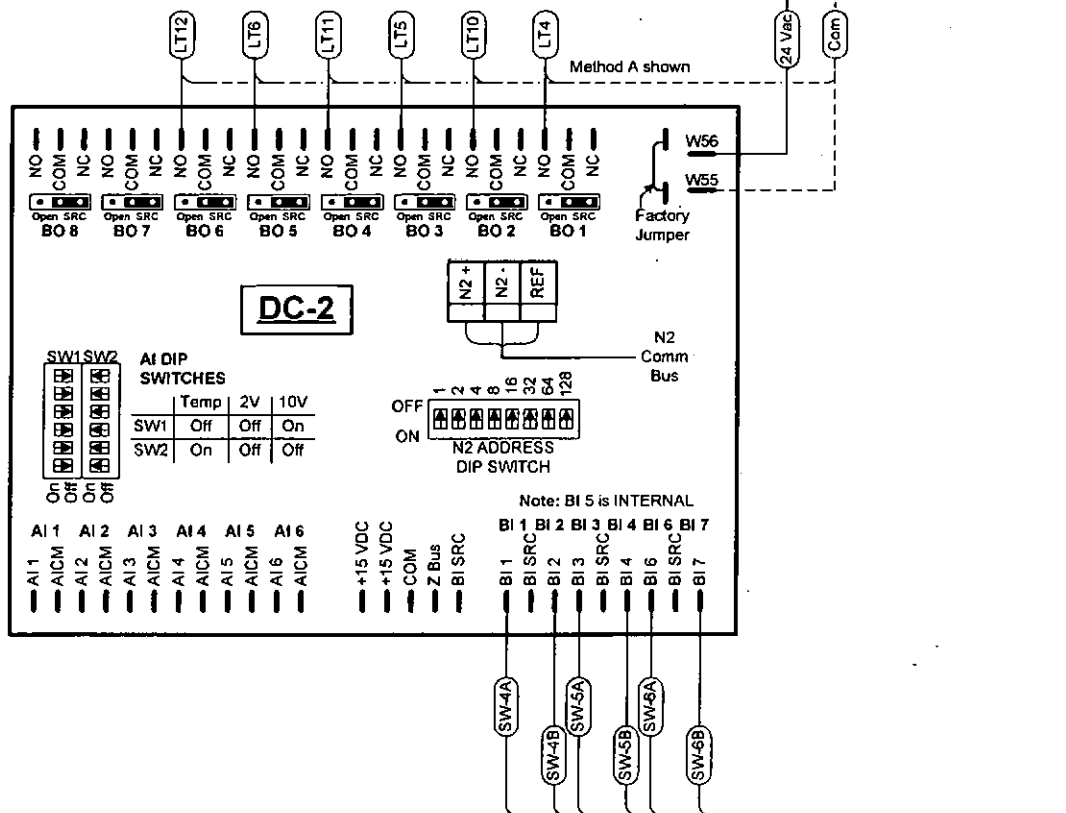 LT12 LT6 LT11 LT5 LT10 LT4 24 Vac Com
Method A shown
NO COM NC NO COM NC NO COM NC NO COM NC NO COM NC NO COM NC NO COM NC NO COM NC
W56
W55
Open SRC Open SRC Open SRC Open SRC Open SRC Open SRC Open SRC Open SRC
BO 8 BO 7 BO 6 BO 5 BO 4 BO 3 BO 2 BO 1
Factory
Jumper
N2 + N2 - REF
DC-2
N2
Comm
Bus
SW1 SW2
AI DIP
SWITCHES
Temp 2V 10V
SW1 Off Off On
SW2 On Off Off
On Off On Off
1 2 4 8 16 32 64 128
OFF
ON
N2 ADDRESS
DIP SWITCH
Note: BI 5 is INTERNAL
AI 1 AI 2 AI 3 AI 4 AI 5 AI 6
BI 1 BI 2 BI 3 BI 4 BI 6 BI 7
AI 1 AICM AI 2 AICM AI 3 AICM AI 4 AICM AI 5 AICM AI 6 AICM
+15 VDC +15 VDC COM Z Bus BI SRC
BI 1 BI SRC BI 2 BI 3 BI SRC BI 4 BI 6 BI SRC BI 7
SW-4A SW-5A SW-6A
SW-4B SW-5B SW-6B